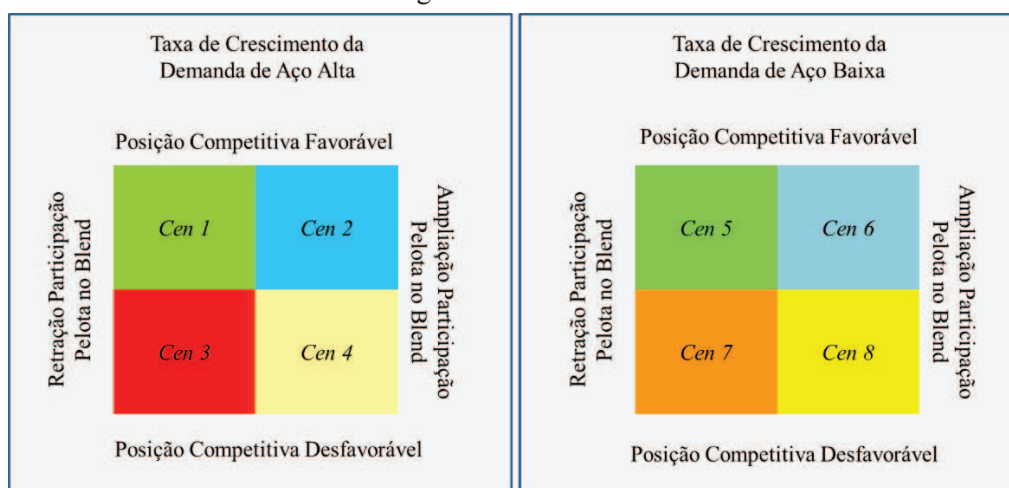 Taxa de Crescimento da
Demanda de Aço Alta
Posição Competitiva Favorável
Retração Participação
Pelota no Blend
Cen 1
Cen 2
Cen 3
Cen 4
Ampliação Participação
Pelota no Blend
Posição Competitiva Desfavorável
Taxa de Crescimento da
Demanda de Aço Baixa
Posição Competitiva Favorável
Retração Participação
Pelota no Blend
Cen 5
Cen 6
Cen 7
Cen 8
Ampliação Participação
Pelota no Blend
Posição Competitiva Desfavorável